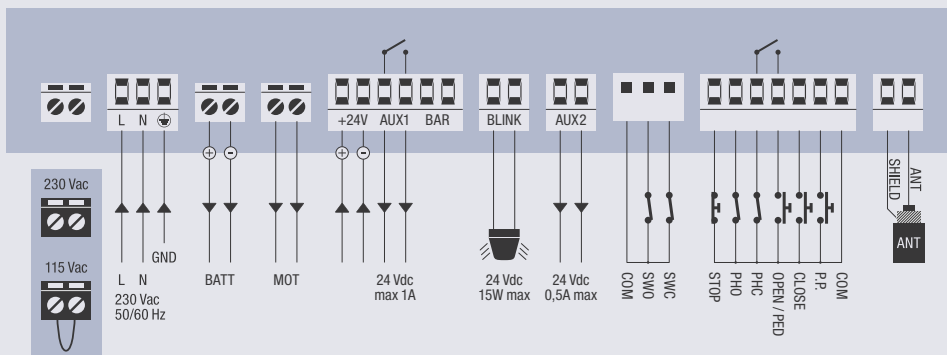 L N
+24V AUX1 BAR
BLINK
AUX2
+ - + -
230 Vac
115 Vac
GND
L N
230 Vac
50/60 Hz
BATT
MOT
24 Vdc
max 1A
24 Vdc
15W max
24 Vdc
0,5A max
COM
SWO
SWC
STOP
PHO
PHC
OPEN / PED
CLOSE
P.P.
COM
SHIELD
ANT
ANT